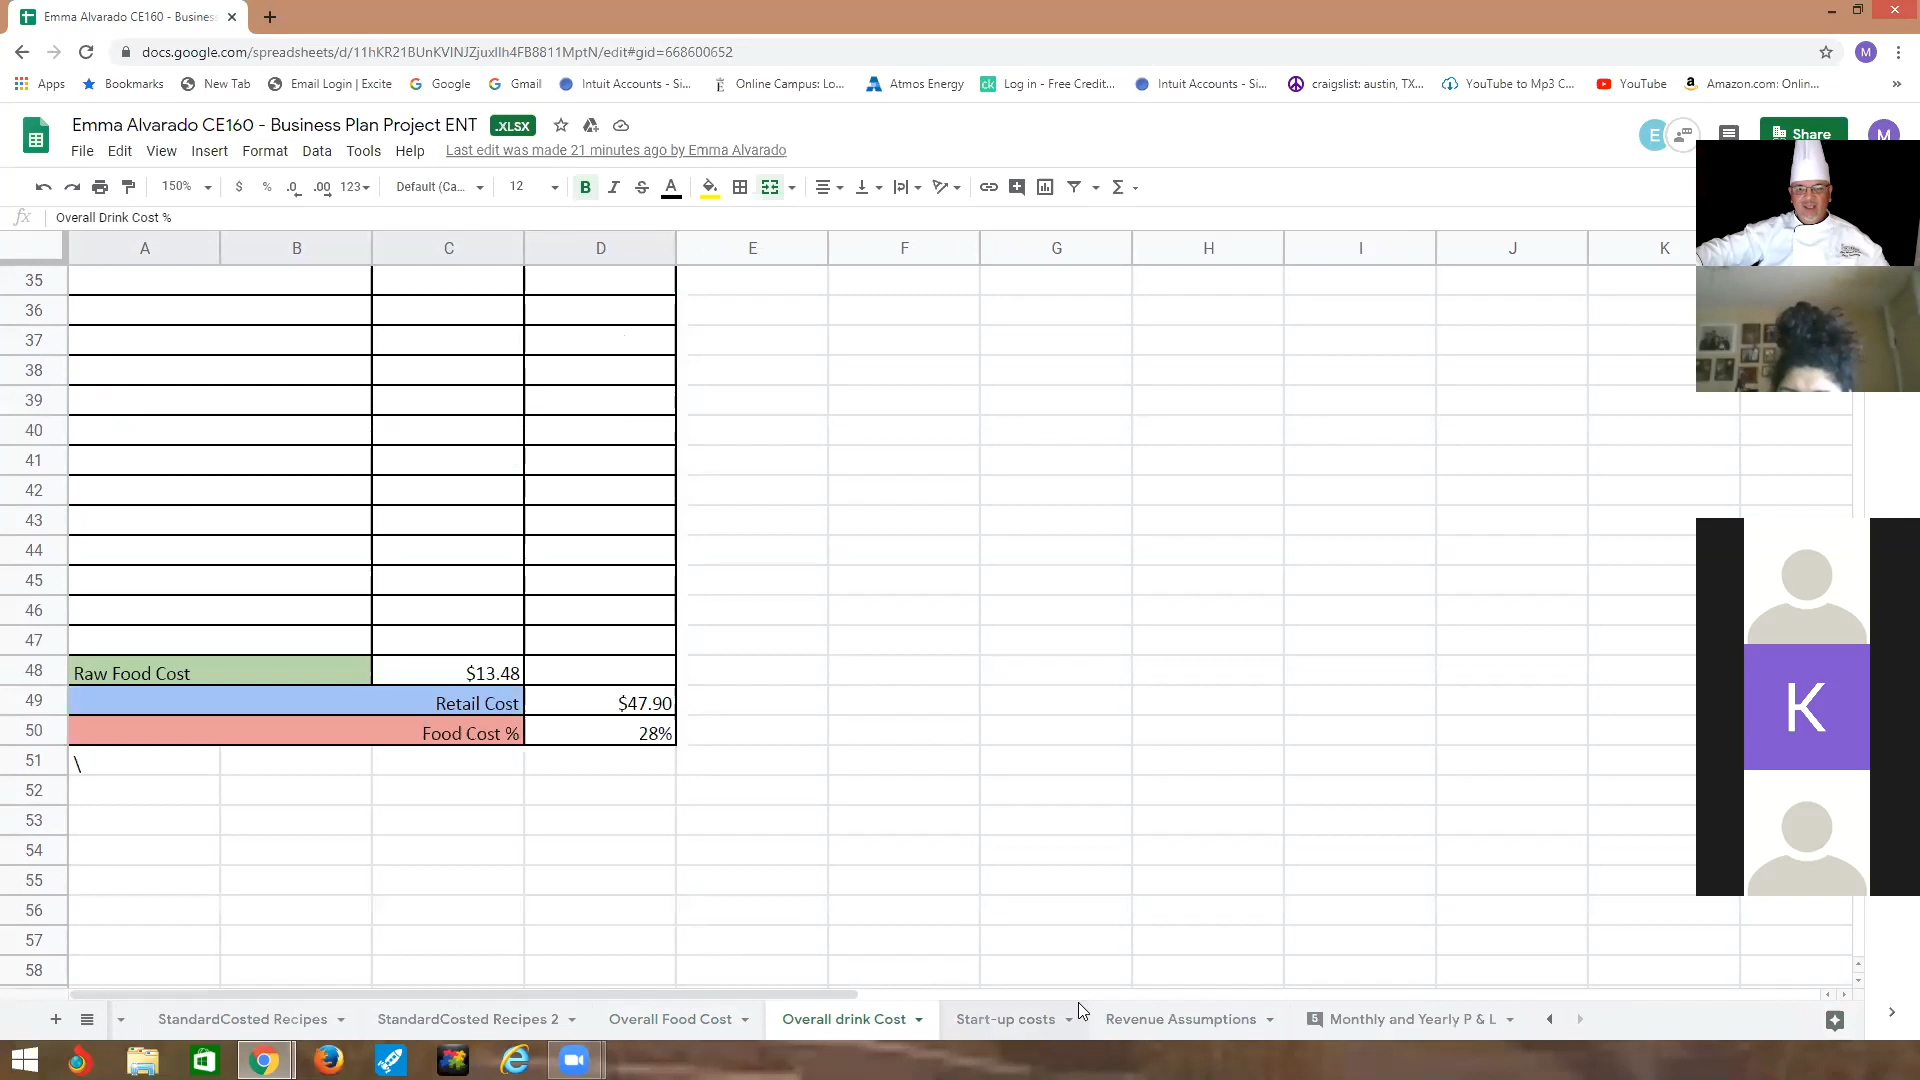 Emma Alvarado CE160 - Busines
docs.google.com/spreadsheets/d/11hKR21BUnKVINJZjuxllh4FB8811MptN/edit#gid=668600652
M
Apps Bookmarks New Tab Email Login | Excite Google Gmail Intuit Accounts - Si... Online Campus: Lo... Atmos Energy ck Log in - Free Credit... Intuit Accounts - Si... craigslist: austin, TX... YouTube to Mp3 C... YouTube Amazon.com: Onlin... »
Emma Alvarado CE160 - Business Plan Project ENT .XLSX
E Share M
File Edit View Insert Format Data Tools Help Last edit was made 21 minutes ago by Emma Alvarado
150% $ % .0 .00 123 Default (Ca... 12 B I S A Σ
fx Overall Drink Cost %
A B C D E F G H I J K
35
36
37
38
39
40
41
42
43
44
45
46
47
48 Raw Food Cost $13.48
49 Retail Cost $47.90
50 Food Cost % 28%
51 \
52
53
54
55
56
57
58
K
+ StandardCosted Recipes StandardCosted Recipes 2 Overall Food Cost Overall drink Cost Start-up costs Revenue Assumptions 5 Monthly and Yearly P & L